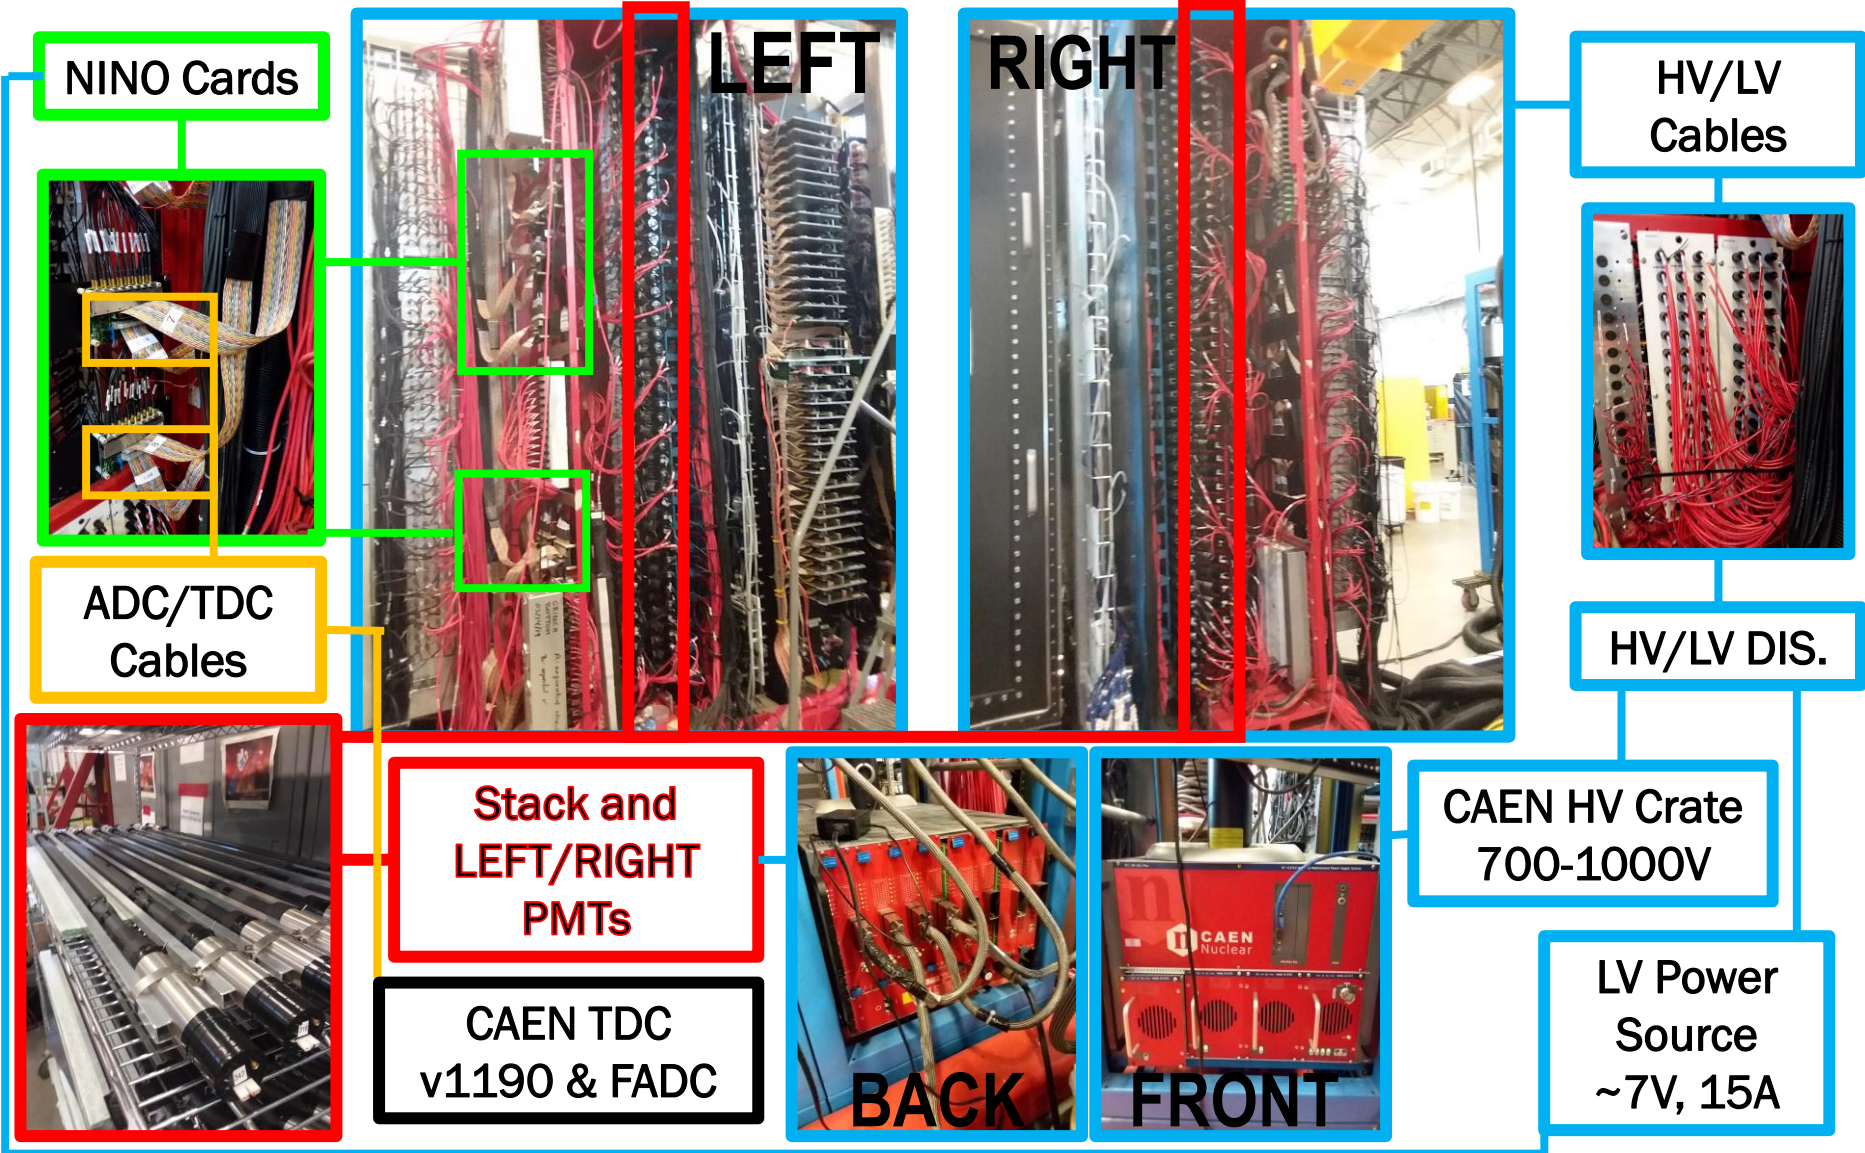 NINO Cards
LEFT
RIGHT
HV/LV
Cables
ADC/TDC
Cables
HV/LV DIS.
Stack and
LEFT/RIGHT
PMTs
CAEN HV Crate
700-1000V
CAEN TDC
v1190 & FADC
n CAEN
Nuclear
BACK
FRONT
LV Power
Source
~7V, 15A